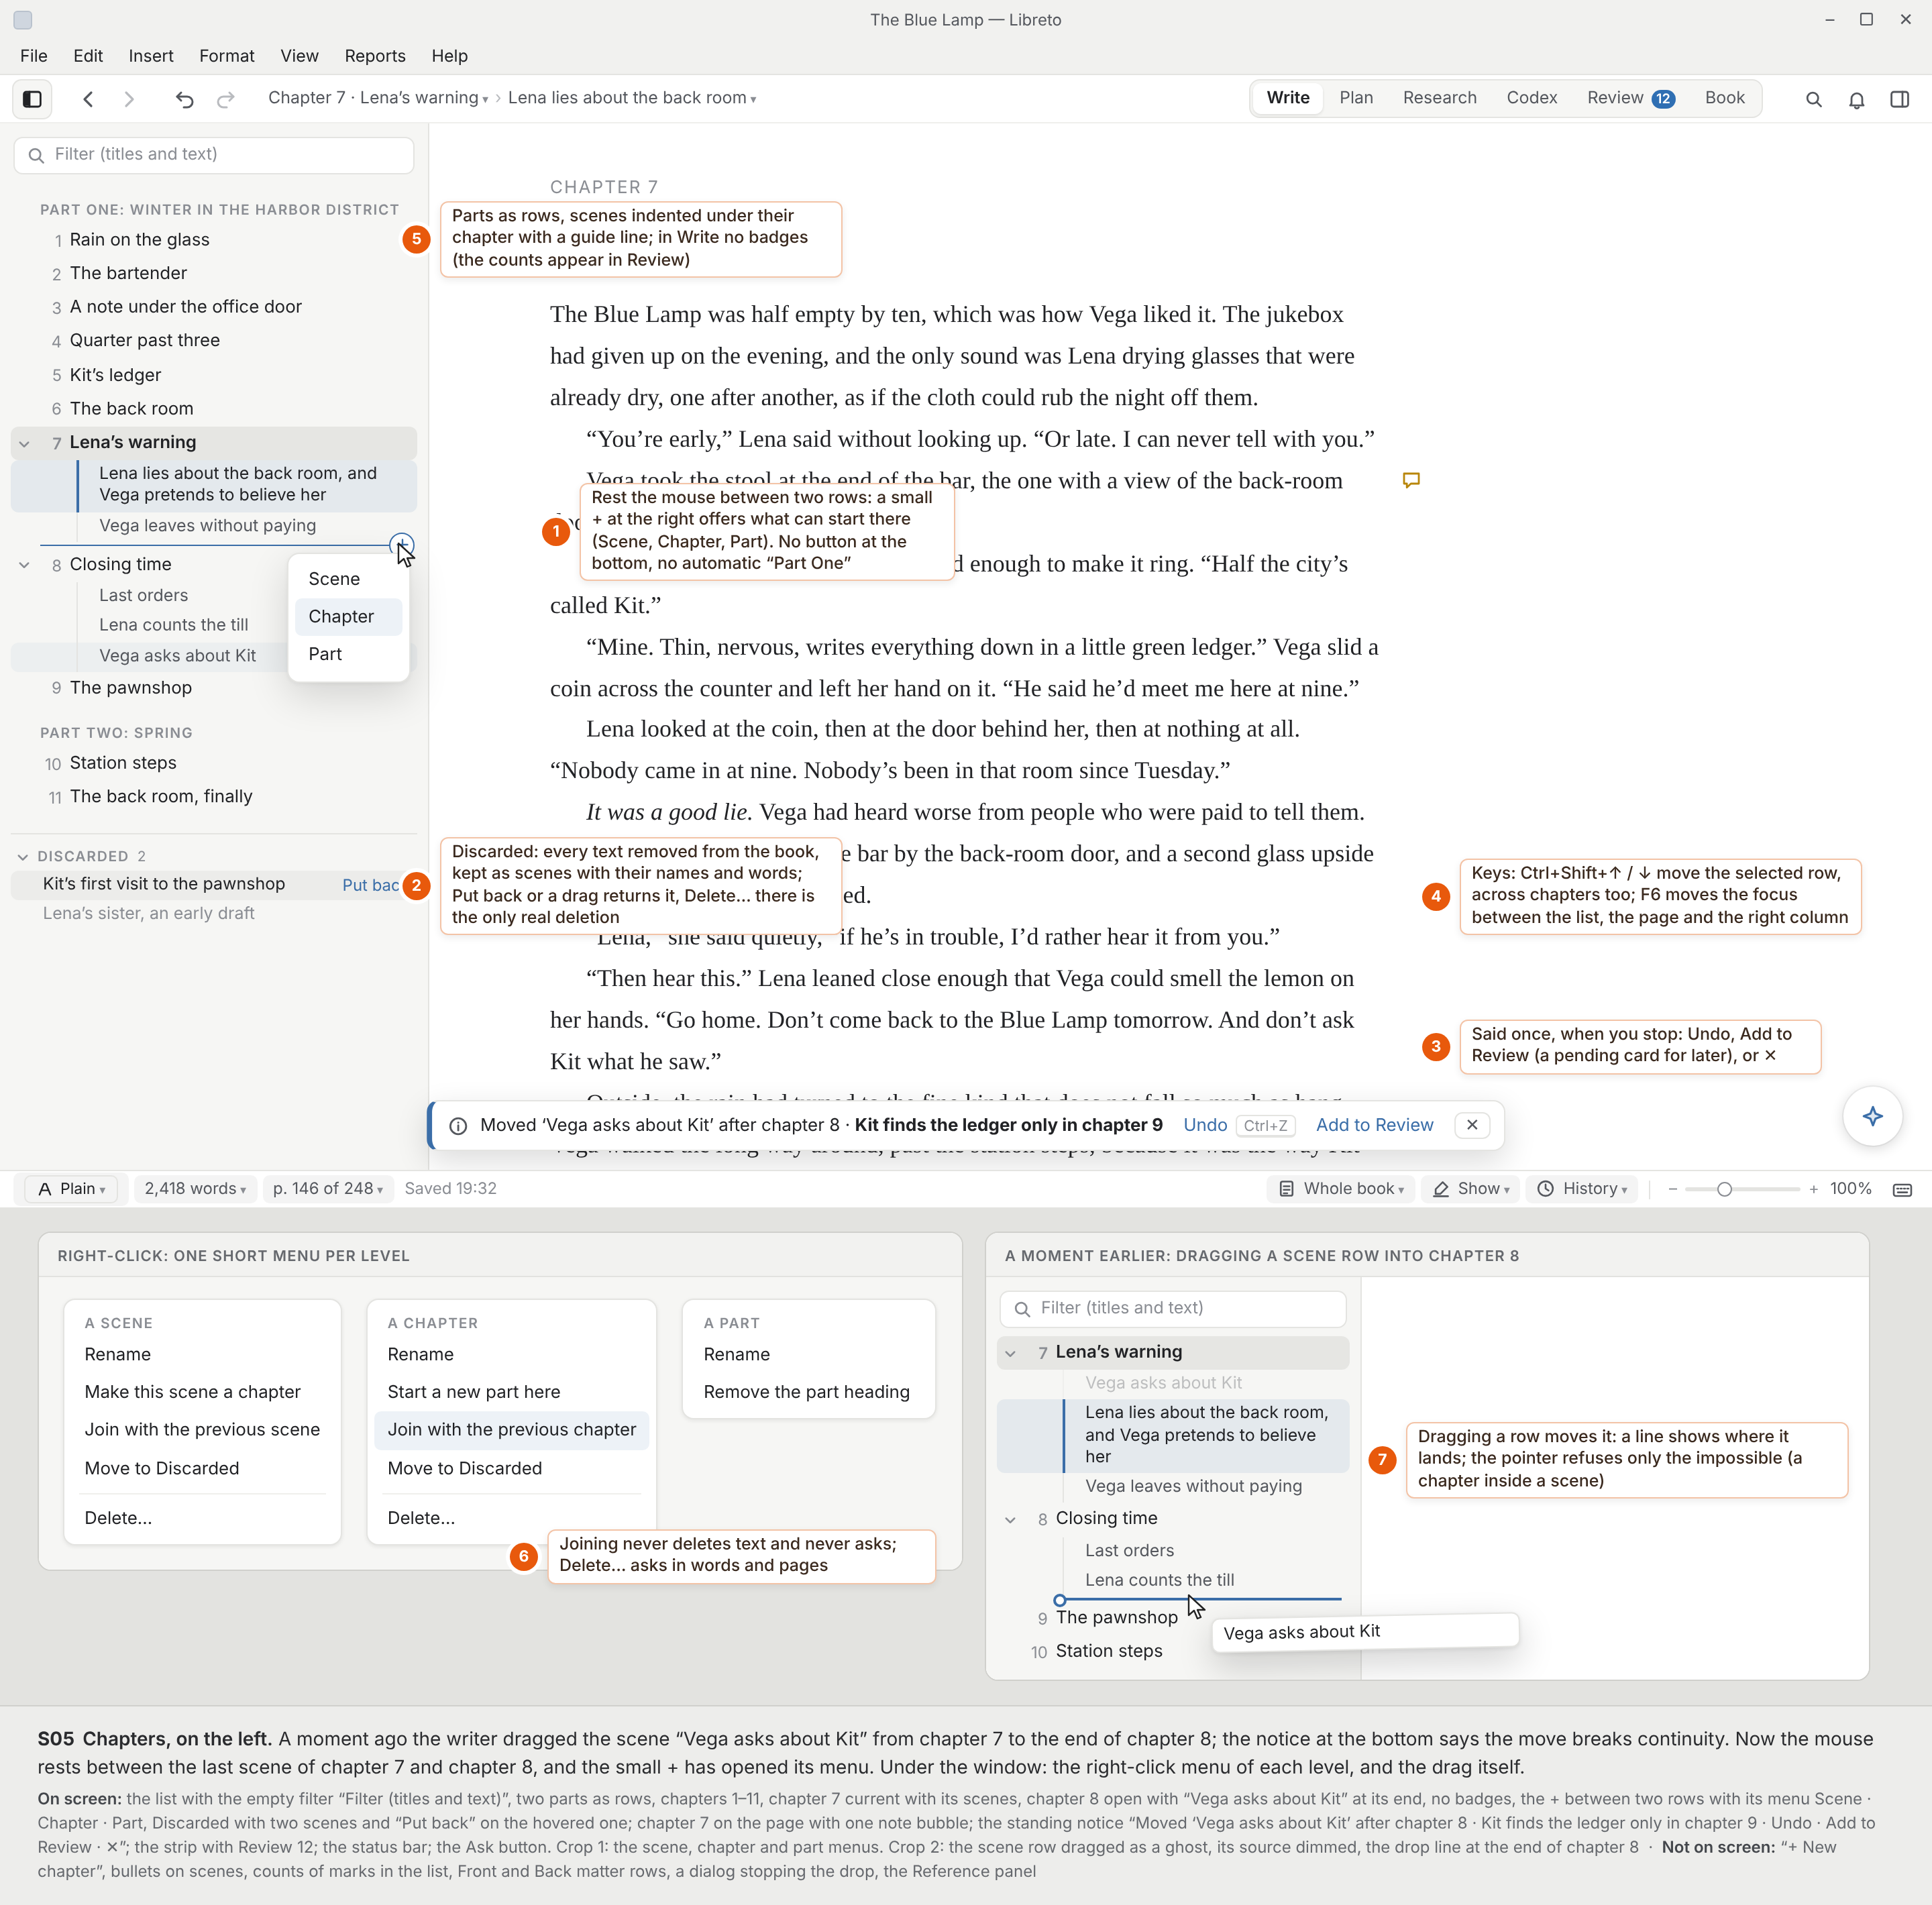 The Blue Lamp — Libreto
File Edit Insert Format View Reports Help
Chapter 7 · Lena’s warning › Lena lies about the back room
Write Plan Research Codex Review 12 Book
Filter (titles and text)
PART ONE: WINTER IN THE HARBOR DISTRICT
1 Rain on the glass
2 The bartender
3 A note under the office door
4 Quarter past three
5 Kit’s ledger
6 The back room
7 Lena’s warning
Lena lies about the back room, and
Vega pretends to believe her
Vega leaves without paying
8 Closing time
Last orders
Lena counts the till
Vega asks about Kit
9 The pawnshop
Scene
Chapter
Part
PART TWO: SPRING
10 Station steps
11 The back room, finally
DISCARDED 2
Kit’s first visit to the pawnshop Put bac
Lena’s sister, an early draft
CHAPTER 7
5
Parts as rows, scenes indented under their
chapter with a guide line; in Write no badges
(the counts appear in Review)
The Blue Lamp was half empty by ten, which was how Vega liked it. The jukebox
had given up on the evening, and the only sound was Lena drying glasses that were
already dry, one after another, as if the cloth could rub the night off them.
“You’re early,” Lena said without looking up. “Or late. I can never tell with you.”
Vega took the stool at the end of the bar, the one with a view of the back-room
1
Rest the mouse between two rows: a small
+ at the right offers what can start there
(Scene, Chapter, Part). No button at the
bottom, no automatic “Part One”
d enough to make it ring. “Half the city’s
called Kit.”
“Mine. Thin, nervous, writes everything down in a little green ledger.” Vega slid a
coin across the counter and left her hand on it. “He said he’d meet me here at nine.”
Lena looked at the coin, then at the door behind her, then at nothing at all.
“Nobody came in at nine. Nobody’s been in that room since Tuesday.”
It was a good lie. Vega had heard worse from people who were paid to tell them.
e bar by the back-room door, and a second glass upside
ed.
2
Discarded: every text removed from the book,
kept as scenes with their names and words;
Put back or a drag returns it, Delete… there is
the only real deletion
“Lena,” she said quietly, “if he’s in trouble, I’d rather hear it from you.”
“Then hear this.” Lena leaned close enough that Vega could smell the lemon on
her hands. “Go home. Don’t come back to the Blue Lamp tomorrow. And don’t ask
Kit what he saw.”
Outside, the rain had turned to the fine kind that does not fall so much as hang
Vega walked the long way around, past the station steps, because it was the way Kit
4
Keys: Ctrl+Shift+↑ / ↓ move the selected row,
across chapters too; F6 moves the focus
between the list, the page and the right column
3
Said once, when you stop: Undo, Add to
Review (a pending card for later), or ✕
Moved ‘Vega asks about Kit’ after chapter 8 · Kit finds the ledger only in chapter 9 Undo Ctrl+Z Add to Review ✕
Plain 2,418 words p. 146 of 248 Saved 19:32
Whole book Show History − + 100%
RIGHT-CLICK: ONE SHORT MENU PER LEVEL
A SCENE
Rename
Make this scene a chapter
Join with the previous scene
Move to Discarded
Delete…
A CHAPTER
Rename
Start a new part here
Join with the previous chapter
Move to Discarded
Delete…
A PART
Rename
Remove the part heading
6
Joining never deletes text and never asks;
Delete… asks in words and pages
A MOMENT EARLIER: DRAGGING A SCENE ROW INTO CHAPTER 8
Filter (titles and text)
7 Lena’s warning
Vega asks about Kit
Lena lies about the back room,
and Vega pretends to believe
her
Vega leaves without paying
8 Closing time
Last orders
Lena counts the till
9 The pawnshop
10 Station steps
Vega asks about Kit
7
Dragging a row moves it: a line shows where it
lands; the pointer refuses only the impossible (a
chapter inside a scene)
S05 Chapters, on the left. A moment ago the writer dragged the scene “Vega asks about Kit” from chapter 7 to the end of chapter 8; the notice at the bottom says the move breaks continuity. Now the mouse
rests between the last scene of chapter 7 and chapter 8, and the small + has opened its menu. Under the window: the right-click menu of each level, and the drag itself.
On screen: the list with the empty filter “Filter (titles and text)”, two parts as rows, chapters 1–11, chapter 7 current with its scenes, chapter 8 open with “Vega asks about Kit” at its end, no badges, the + between two rows with its menu Scene ·
Chapter · Part, Discarded with two scenes and “Put back” on the hovered one; chapter 7 on the page with one note bubble; the standing notice “Moved ‘Vega asks about Kit’ after chapter 8 · Kit finds the ledger only in chapter 9 · Undo · Add to
Review · ✕”; the strip with Review 12; the status bar; the Ask button. Crop 1: the scene, chapter and part menus. Crop 2: the scene row dragged as a ghost, its source dimmed, the drop line at the end of chapter 8 · Not on screen: “+ New
chapter”, bullets on scenes, counts of marks in the list, Front and Back matter rows, a dialog stopping the drop, the Reference panel